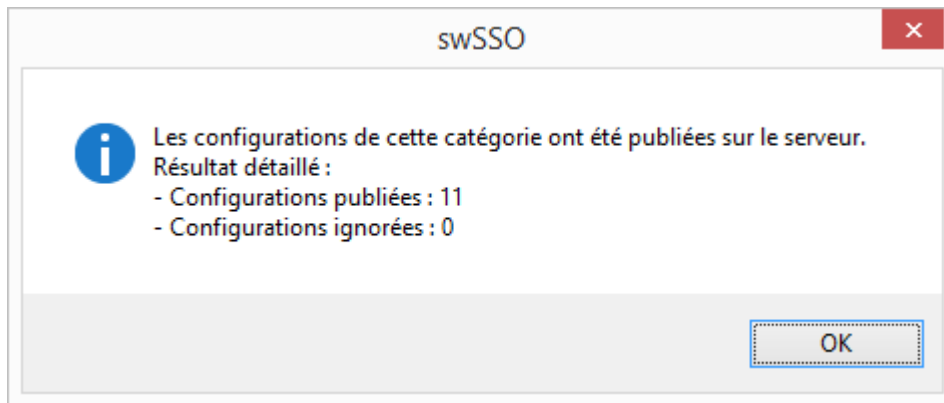 swSSO
Les configurations de cette catégorie ont été publiées sur le serveur.
Résultat détaillé :
- Configurations publiées : 11
- Configurations ignorées : 0
OK